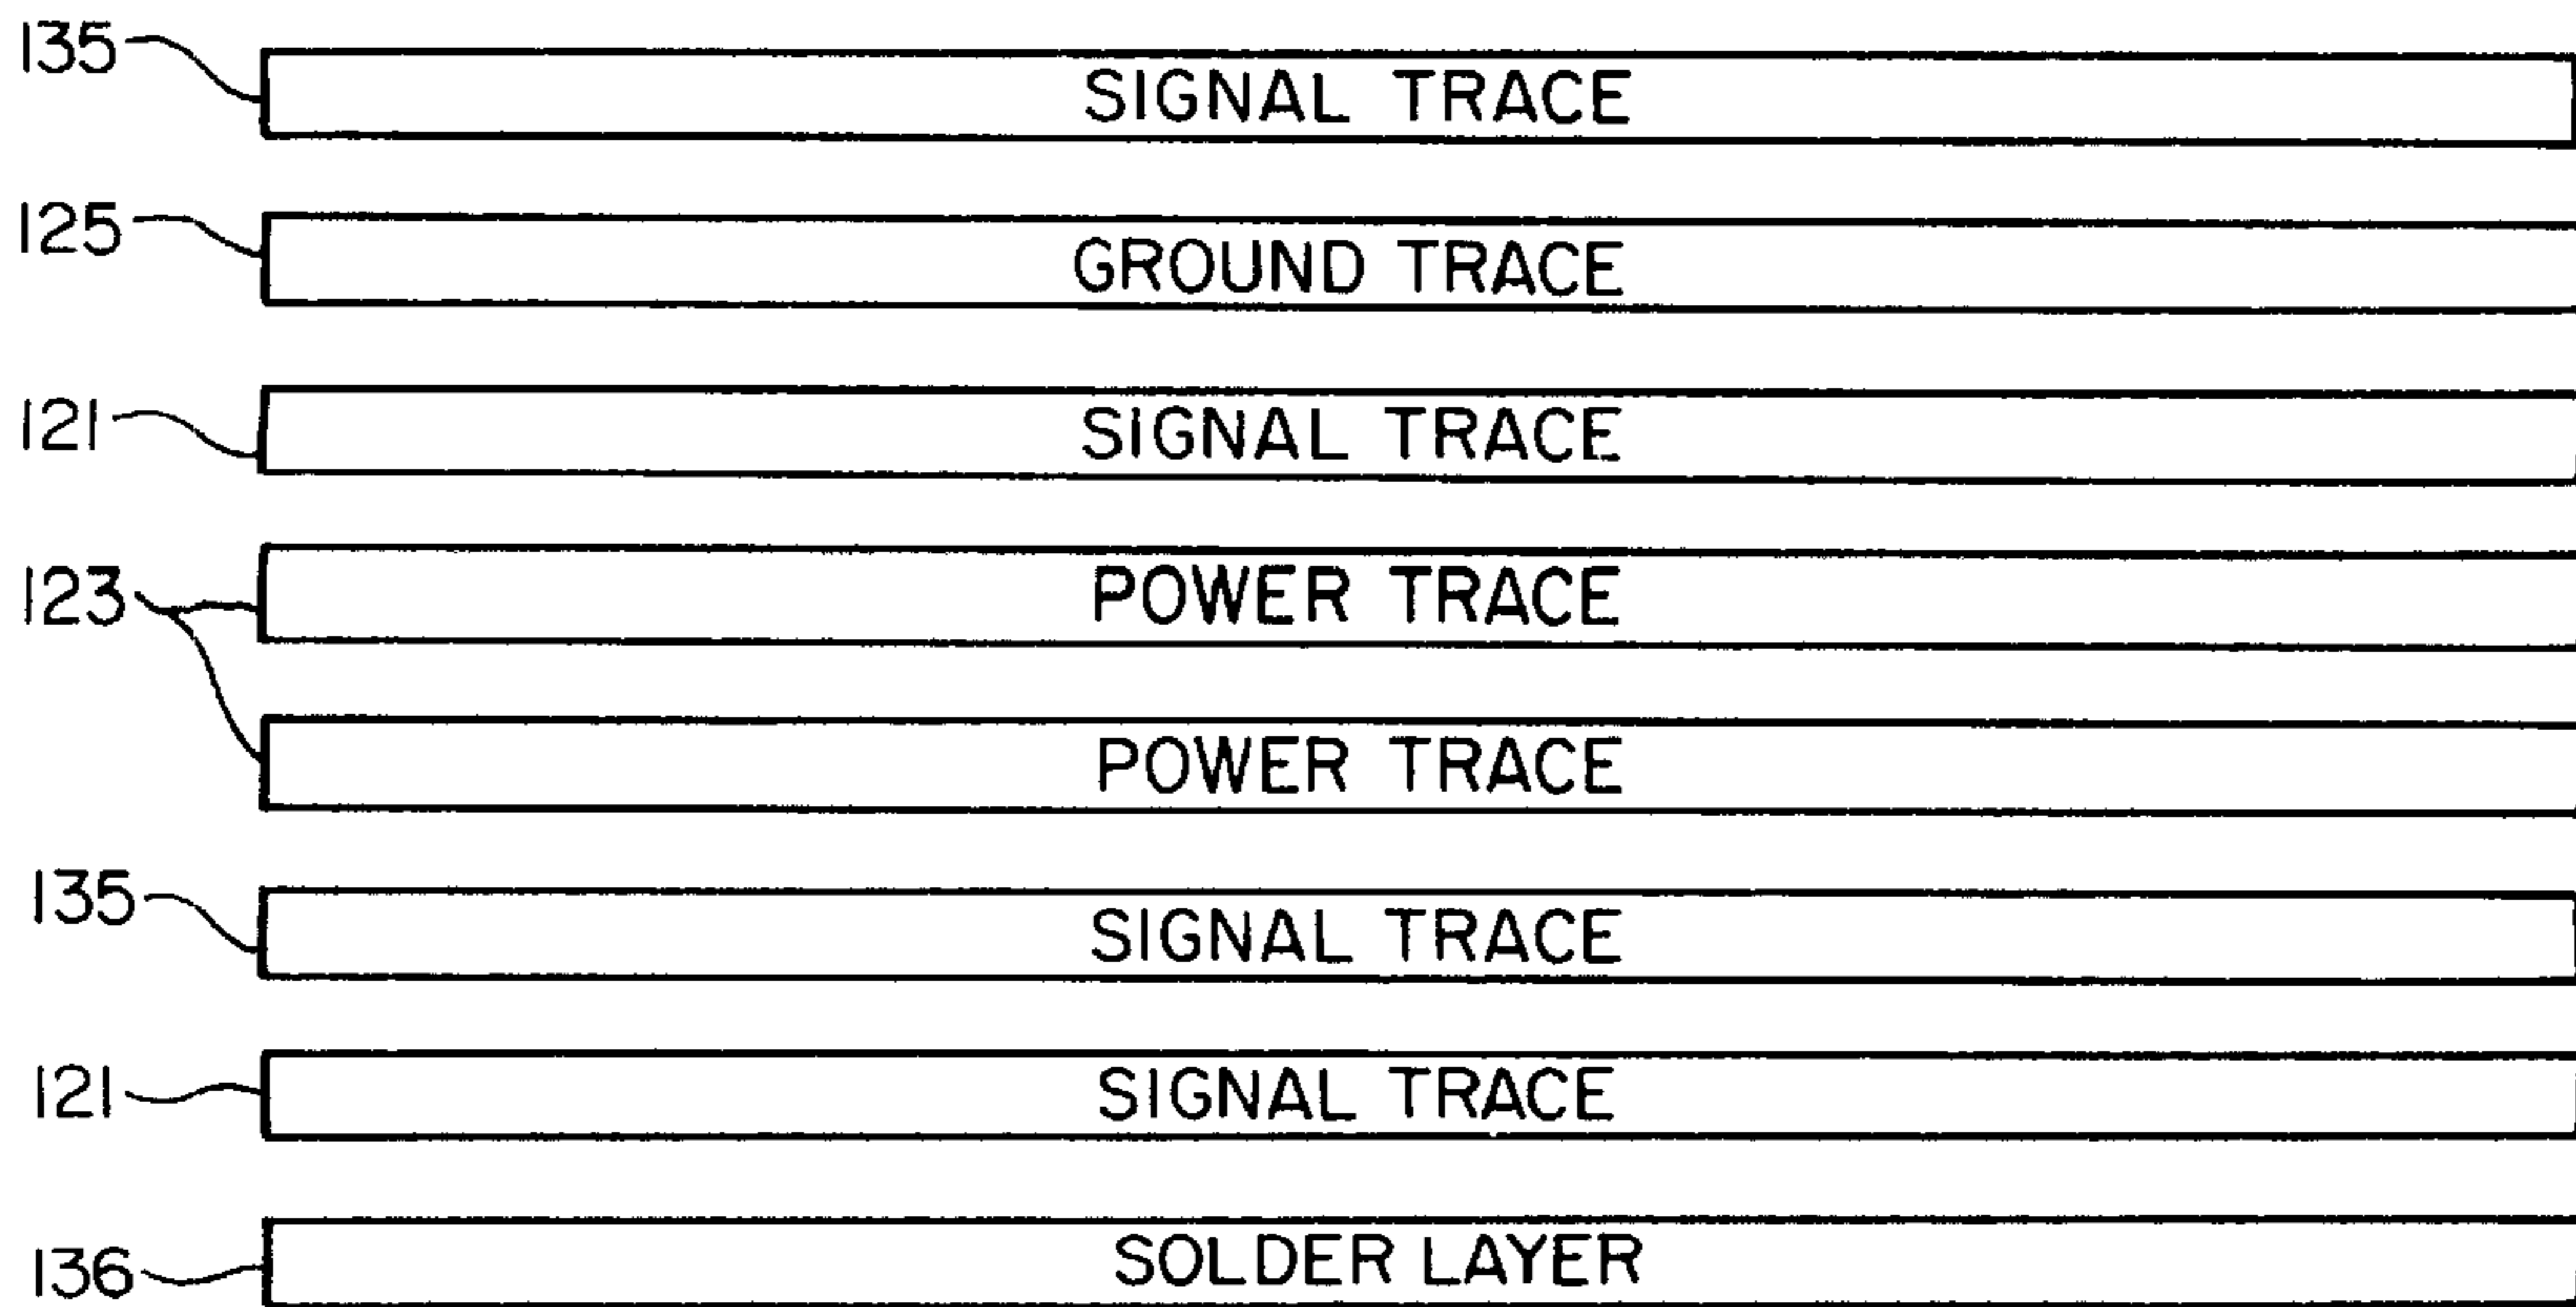 135 SIGNAL TRACE
125 GROUND TRACE
121 SIGNAL TRACE
123 POWER TRACE
POWER TRACE
135 SIGNAL TRACE
121 SIGNAL TRACE
136 SOLDER LAYER